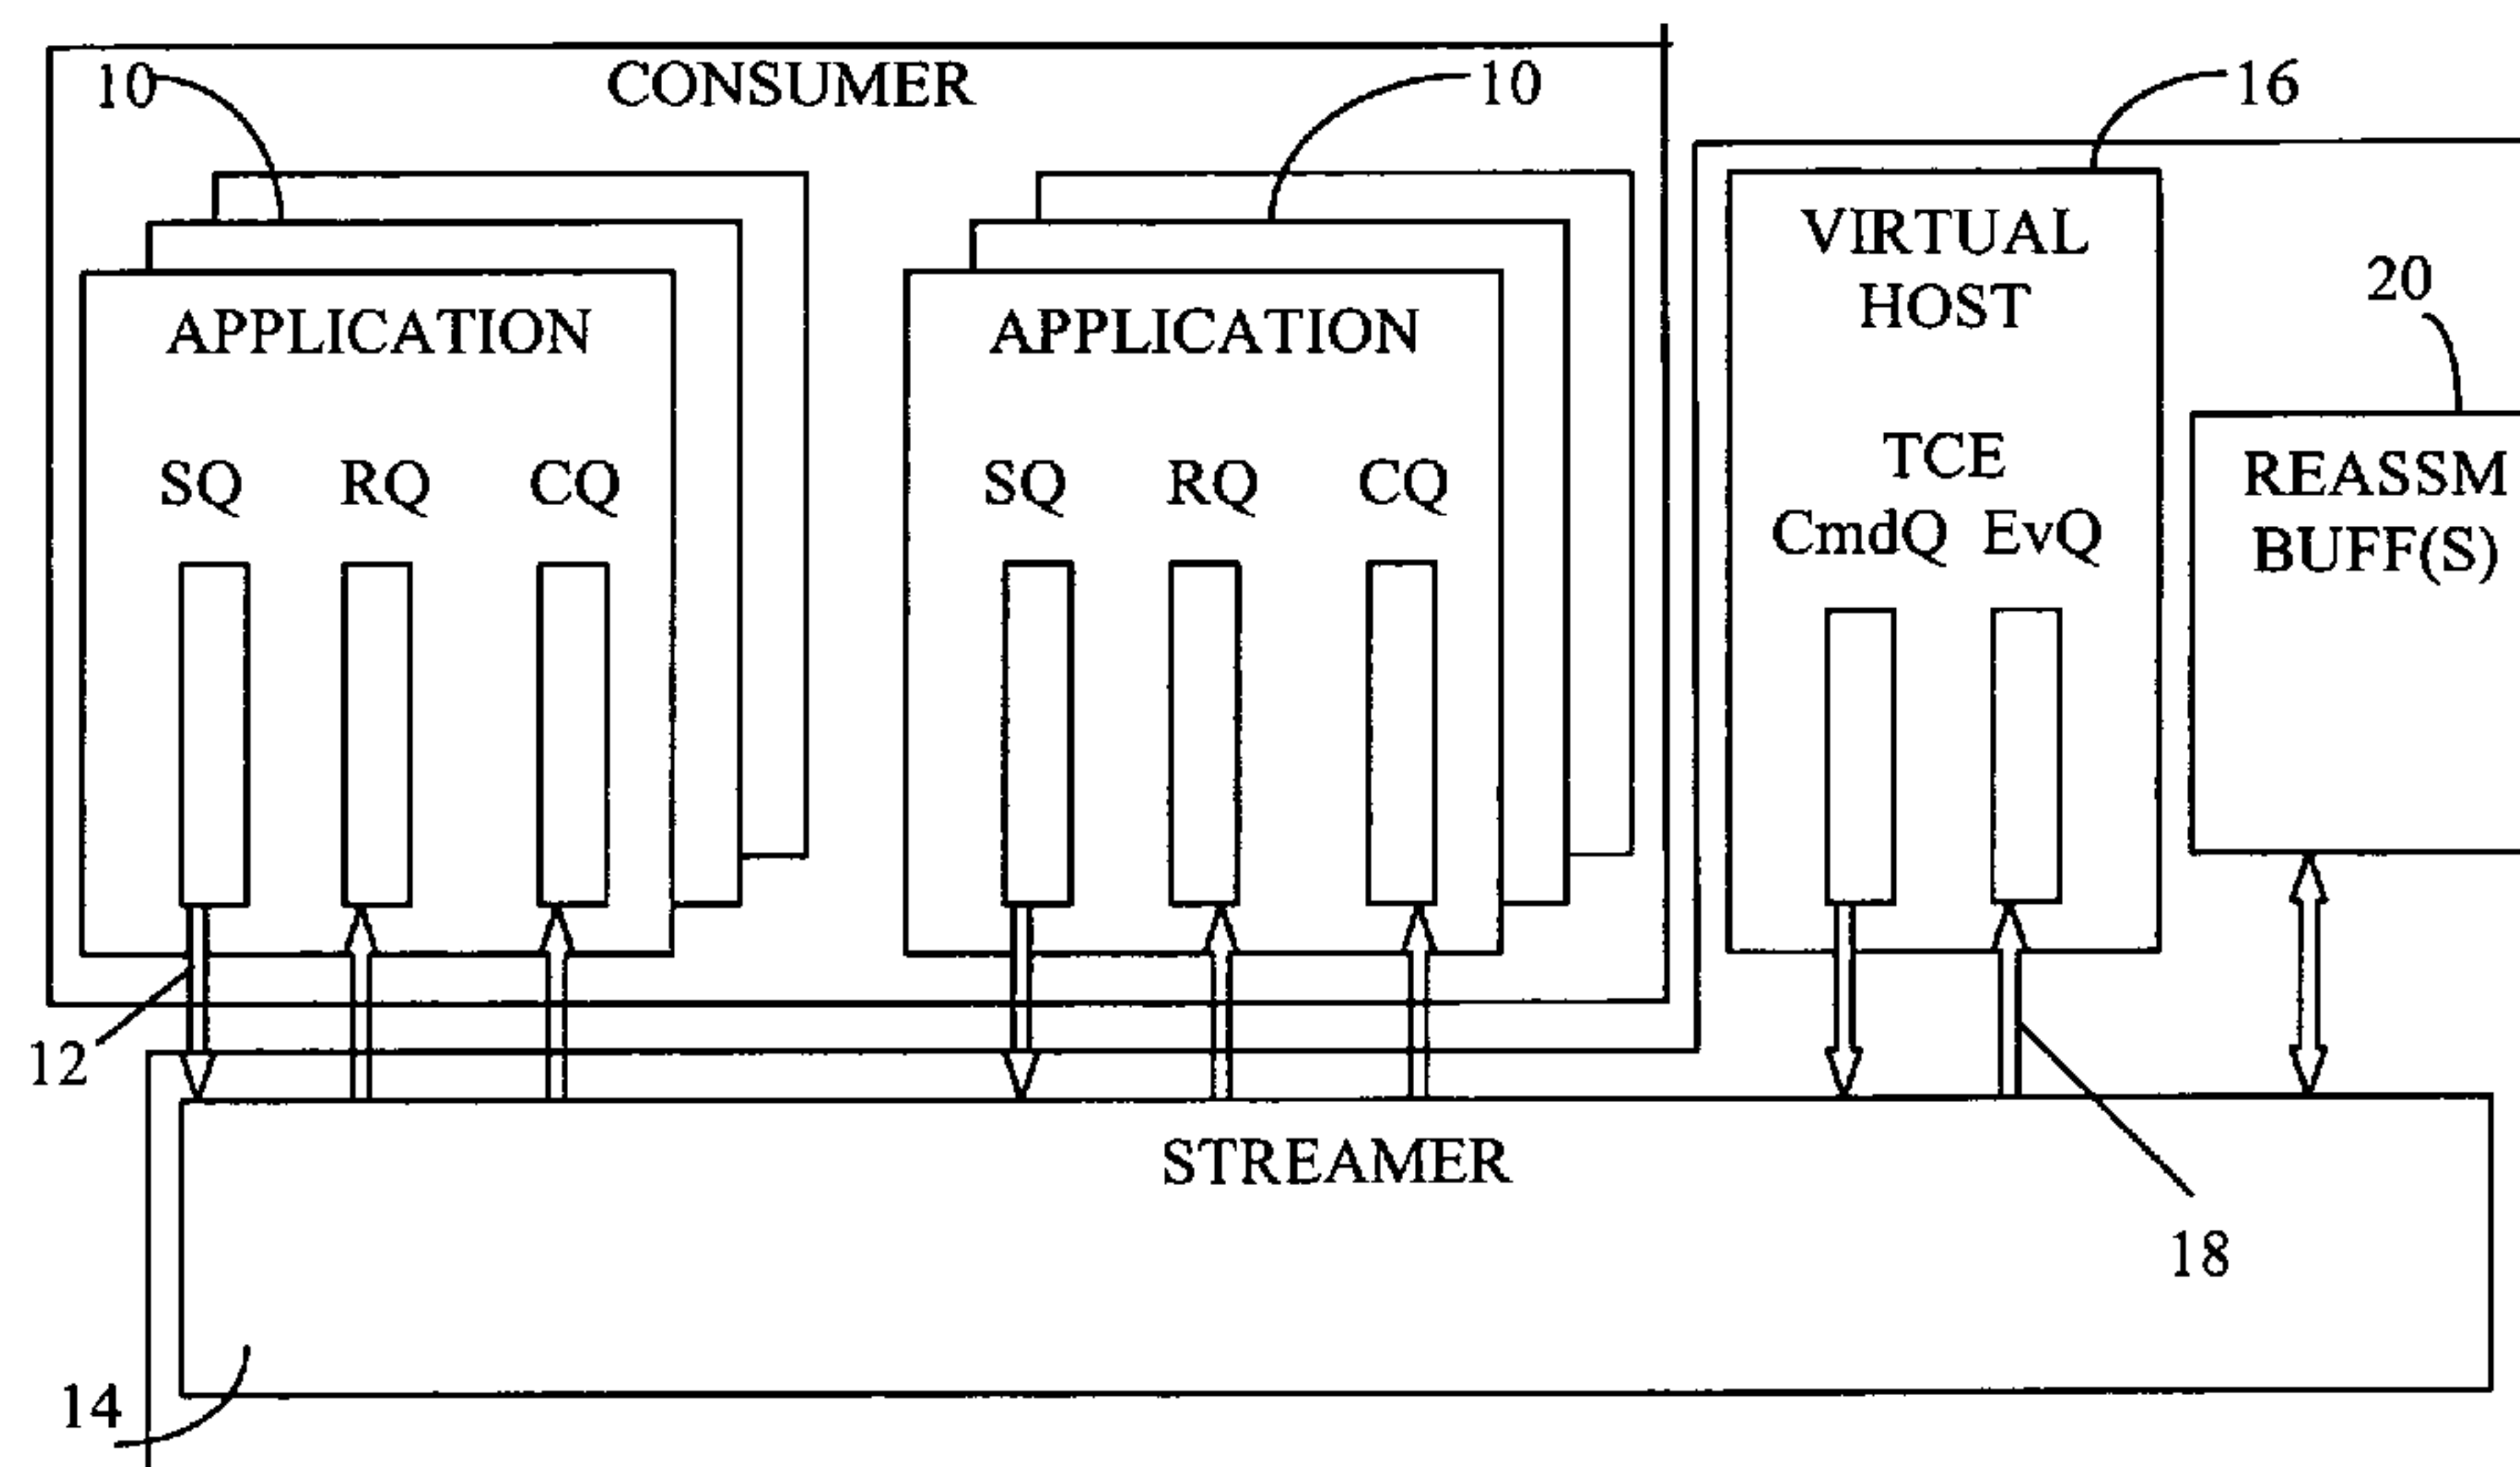 CONSUMER
10
10
16
APPLICATION
SQ RQ CQ
APPLICATION
SQ RQ CQ
VIRTUAL
HOST
TCE
CmdQ EvQ
20
REASSM
BUFF(S)
12
STREAMER
18
14